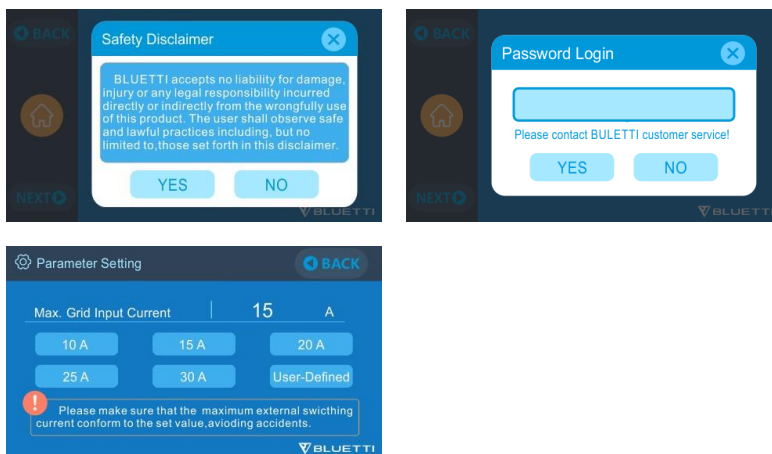 BACK
Safety Disclaimer
BLUETTI accepts no liability for damage,
injury or any legal responsibility incurred
directly or indirectly from the wrongfully use
of this product. The user shall observe safe
and lawful practices including, but no
limited to,those set forth in this disclaimer.
YES NO
NEXT
BLUETTI
BACK
Password Login
Please contact BULETTI customer service!
YES NO
NEXT
BLUETTI
Parameter Setting BACK
Max. Grid Input Current 15 A
10 A 15 A 20 A
25 A 30 A User-Defined
Please make sure that the maximum external swicthing
current conform to the set value,avioding accidents.
BLUETTI